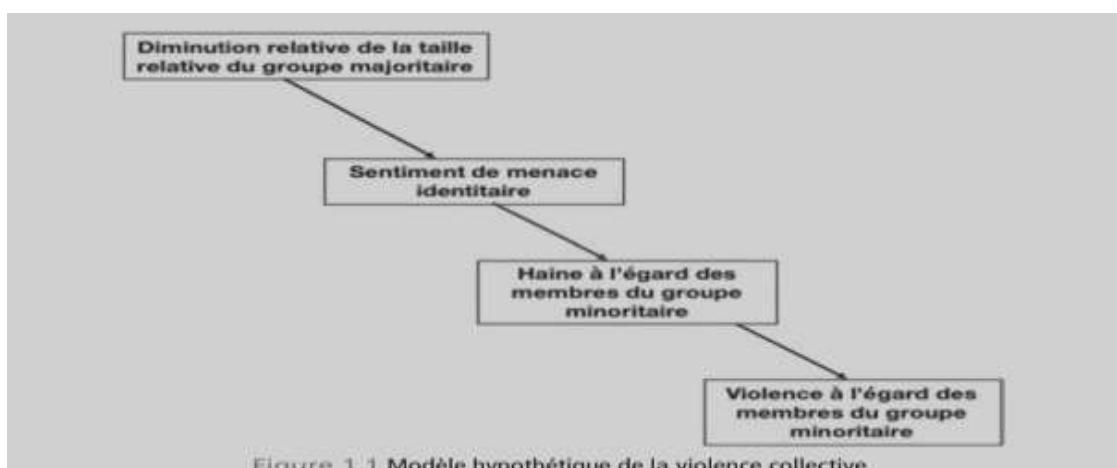 Diminution relative de la taille
relative du groupe majoritaire
Sentiment de menace
identitaire
Haine à l'égard des
membres du groupe
minoritaire
Violence à l'égard des
membres du groupe
minoritaire
Figure 1.1 Modèle hypothétique de la violence collective